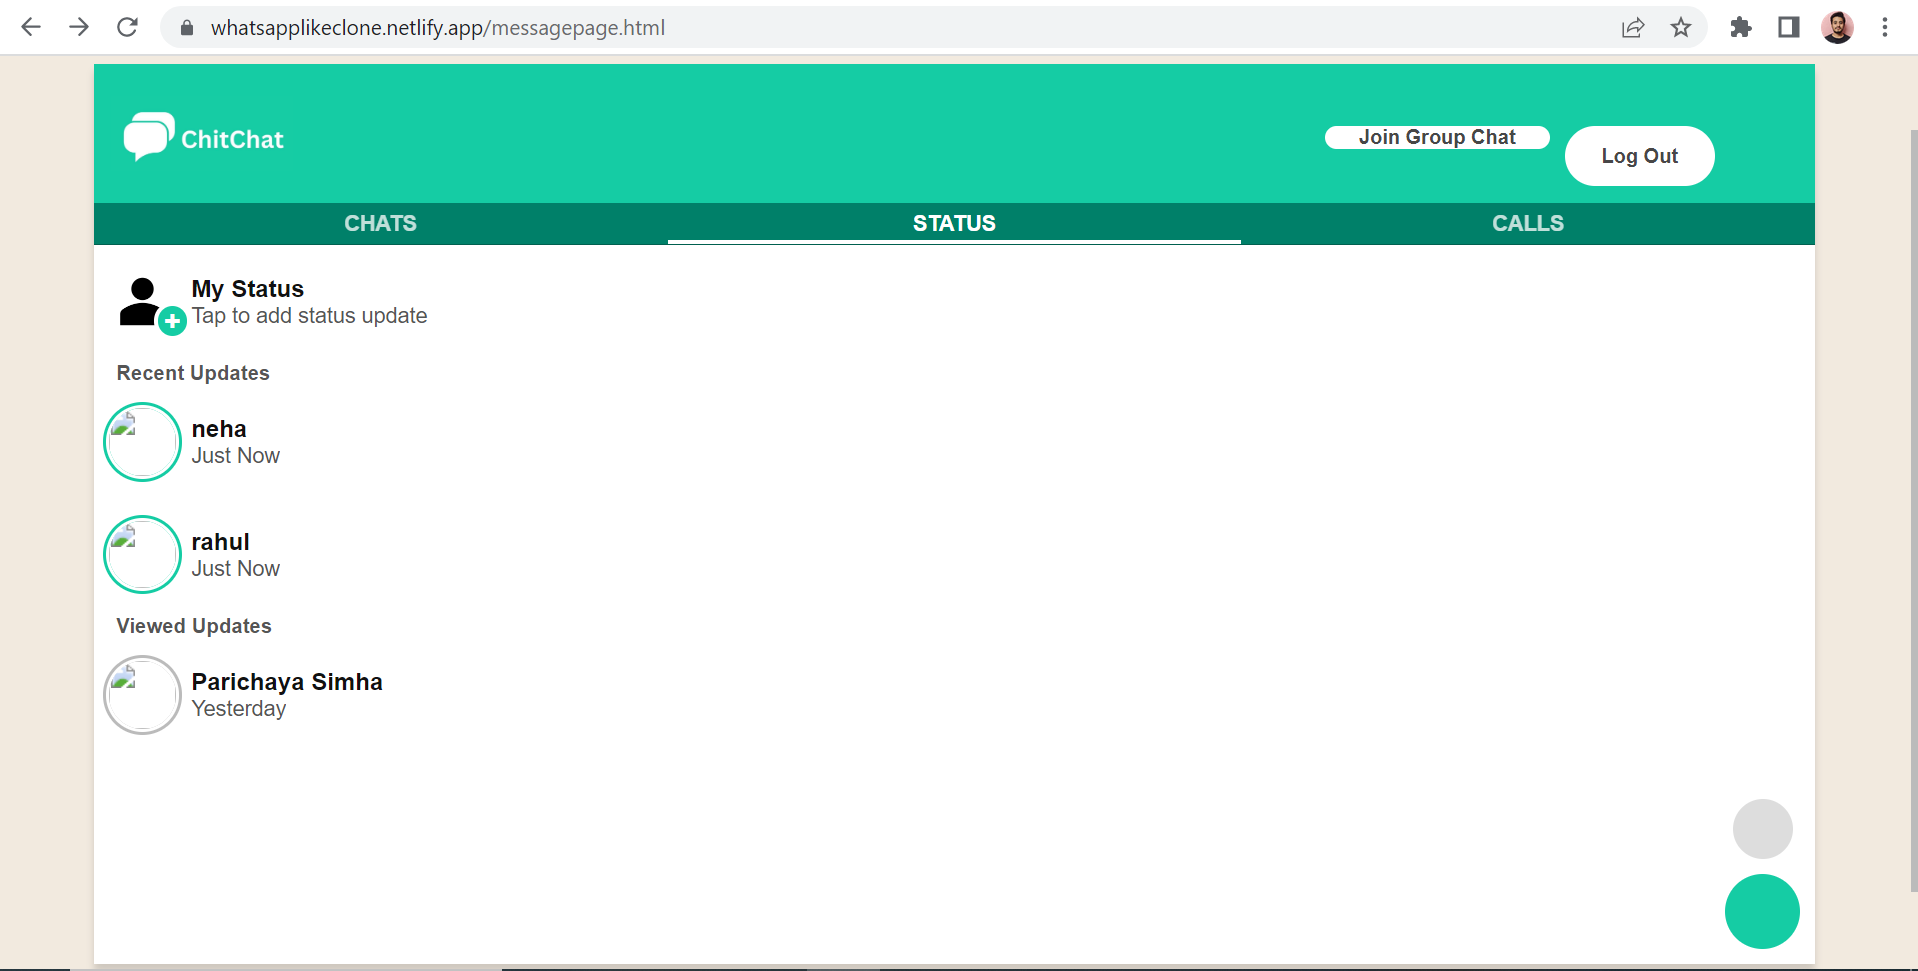 whatsapplikeclone.netlify.app/messagepage.html
ChitChat
Join Group Chat
Log Out
CHATS
STATUS
CALLS
My Status
Tap to add status update
Recent Updates
neha
Just Now
rahul
Just Now
Viewed Updates
Parichaya Simha
Yesterday